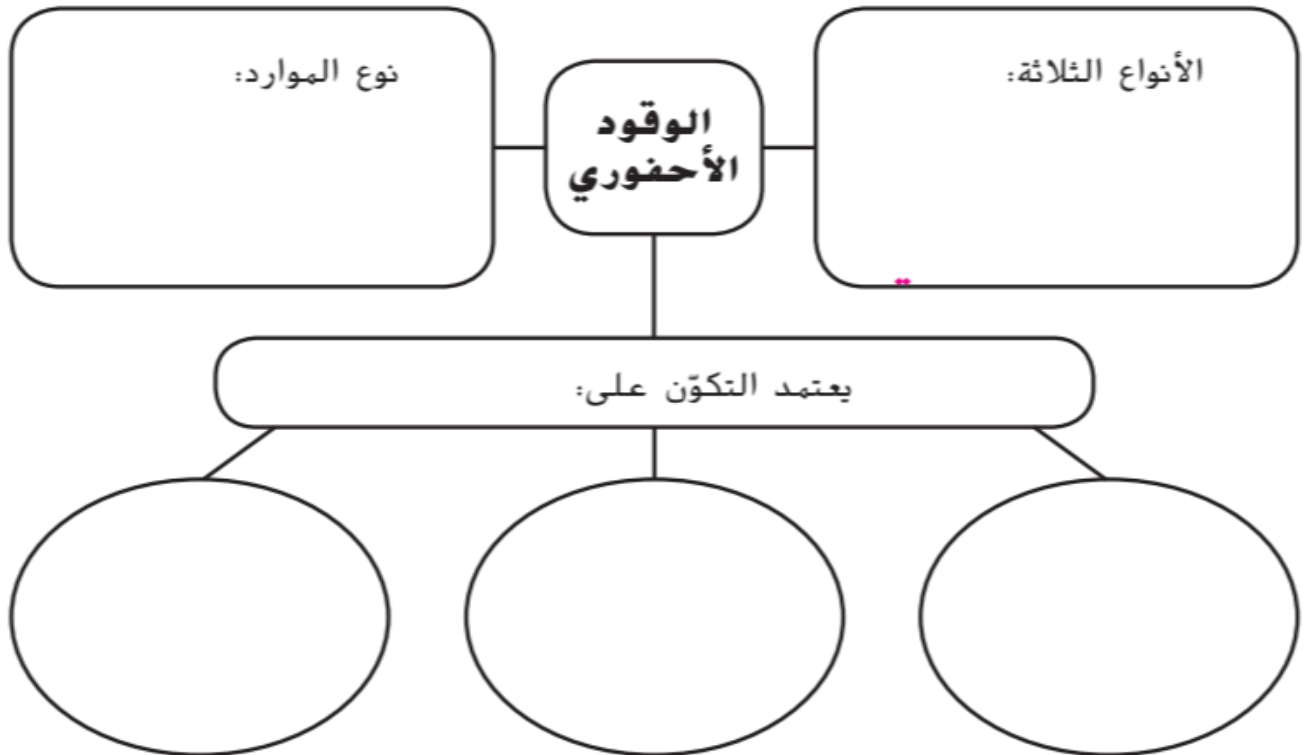 الأنواع الثلاثة:
الوقود
الأحفوري
نوع الموارد:
يعتمد التكوّن على: